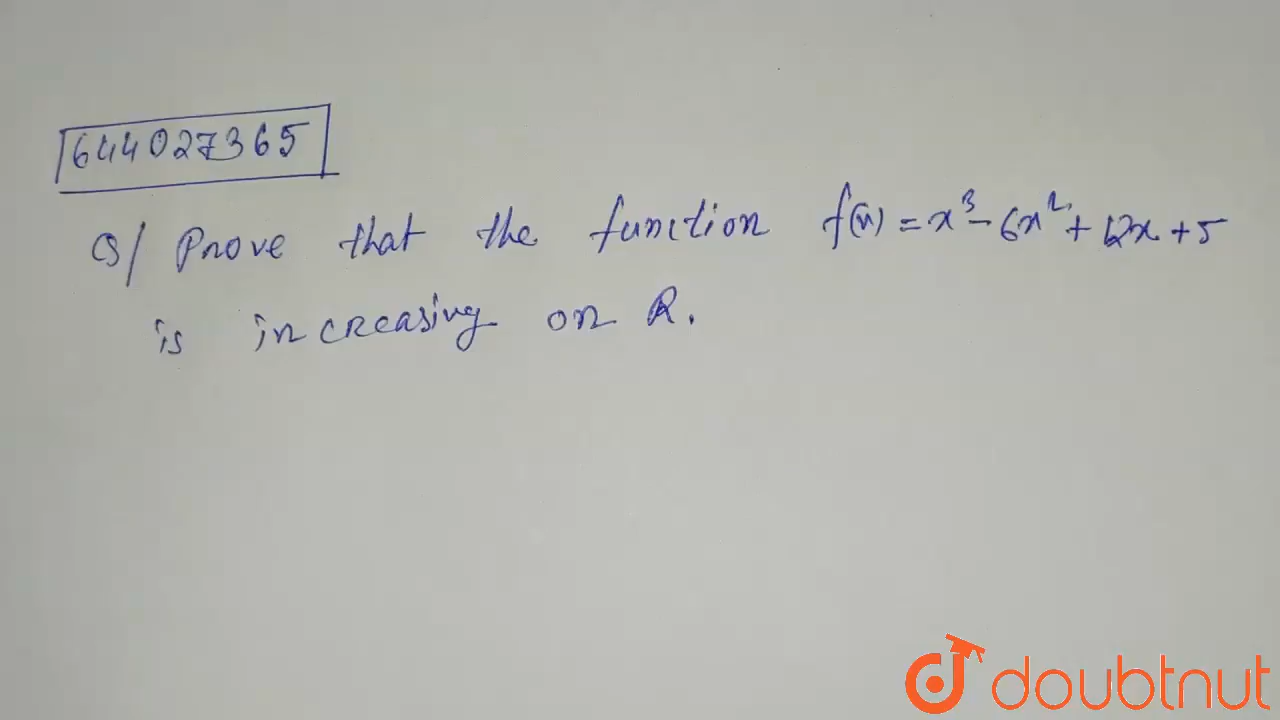 644027365
Q/ Prove that the function f(x) = x³ - 6x² + 12x + 5
is increasing on R.
doubtnut